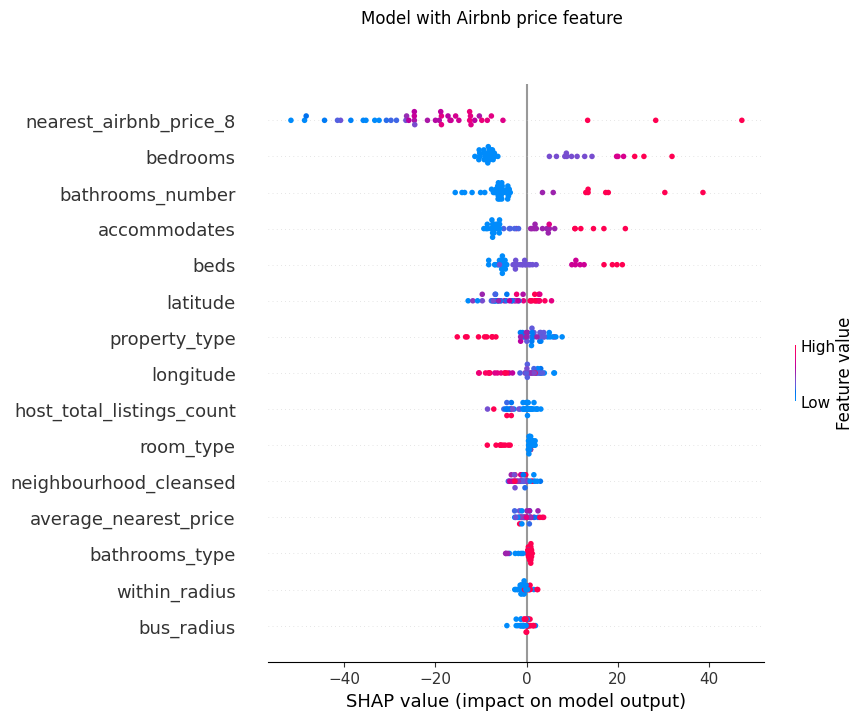 Model with Airbnb price feature
nearest_airbnb_price_8
bedrooms
bathrooms_number
accommodates
beds
latitude
property_type
longitude
host_total_listings_count
room_type
neighbourhood_cleansed
average_nearest_price
bathrooms_type
within_radius
bus_radius
−40
−20
0
20
40
SHAP value (impact on model output)
High
Low
Feature value